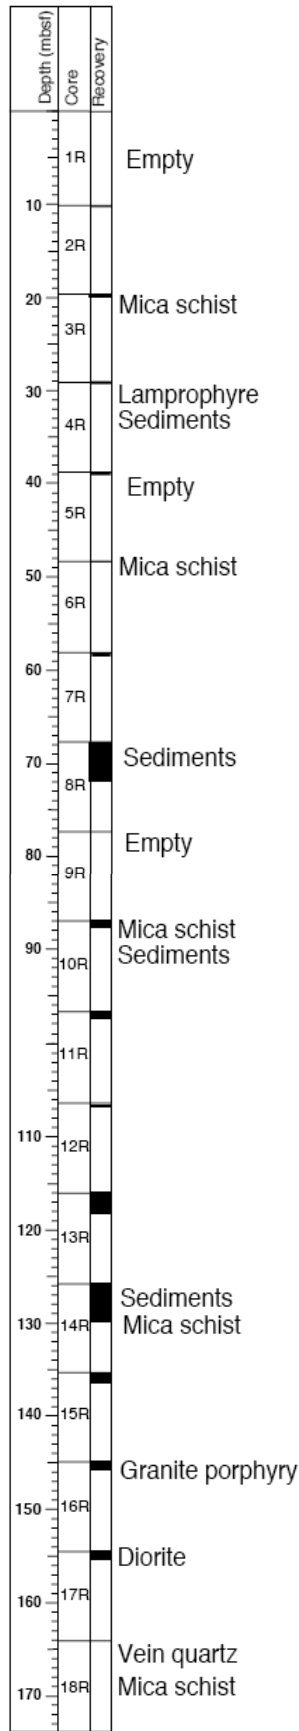 Depth (mbsf) Core Recovery
1R Empty
10
2R
20 Mica schist
3R
30 Lamprophyre
4R Sediments
40 Empty
5R
50 Mica schist
6R
60
7R
70 Sediments
8R
80 Empty
9R
Mica schist
90 Sediments
10R
11R
110
12R
120
13R
Sediments
130 14R Mica schist
140 15R
Granite porphyry
150 16R
Diorite
160 17R
Vein quartz
170 18R Mica schist